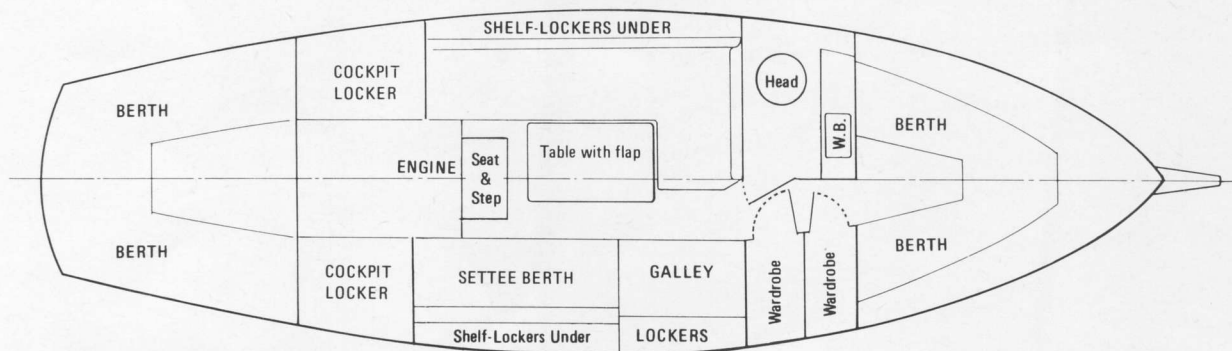 SHELF-LOCKERS UNDER
COCKPIT
LOCKER
BERTH
Head
W.B.
BERTH
ENGINE
Seat
&
Step
Table with flap
BERTH
COCKPIT
LOCKER
SETTEE BERTH
GALLEY
Wardrobe
Wardrobe
BERTH
Shelf-Lockers Under
LOCKERS